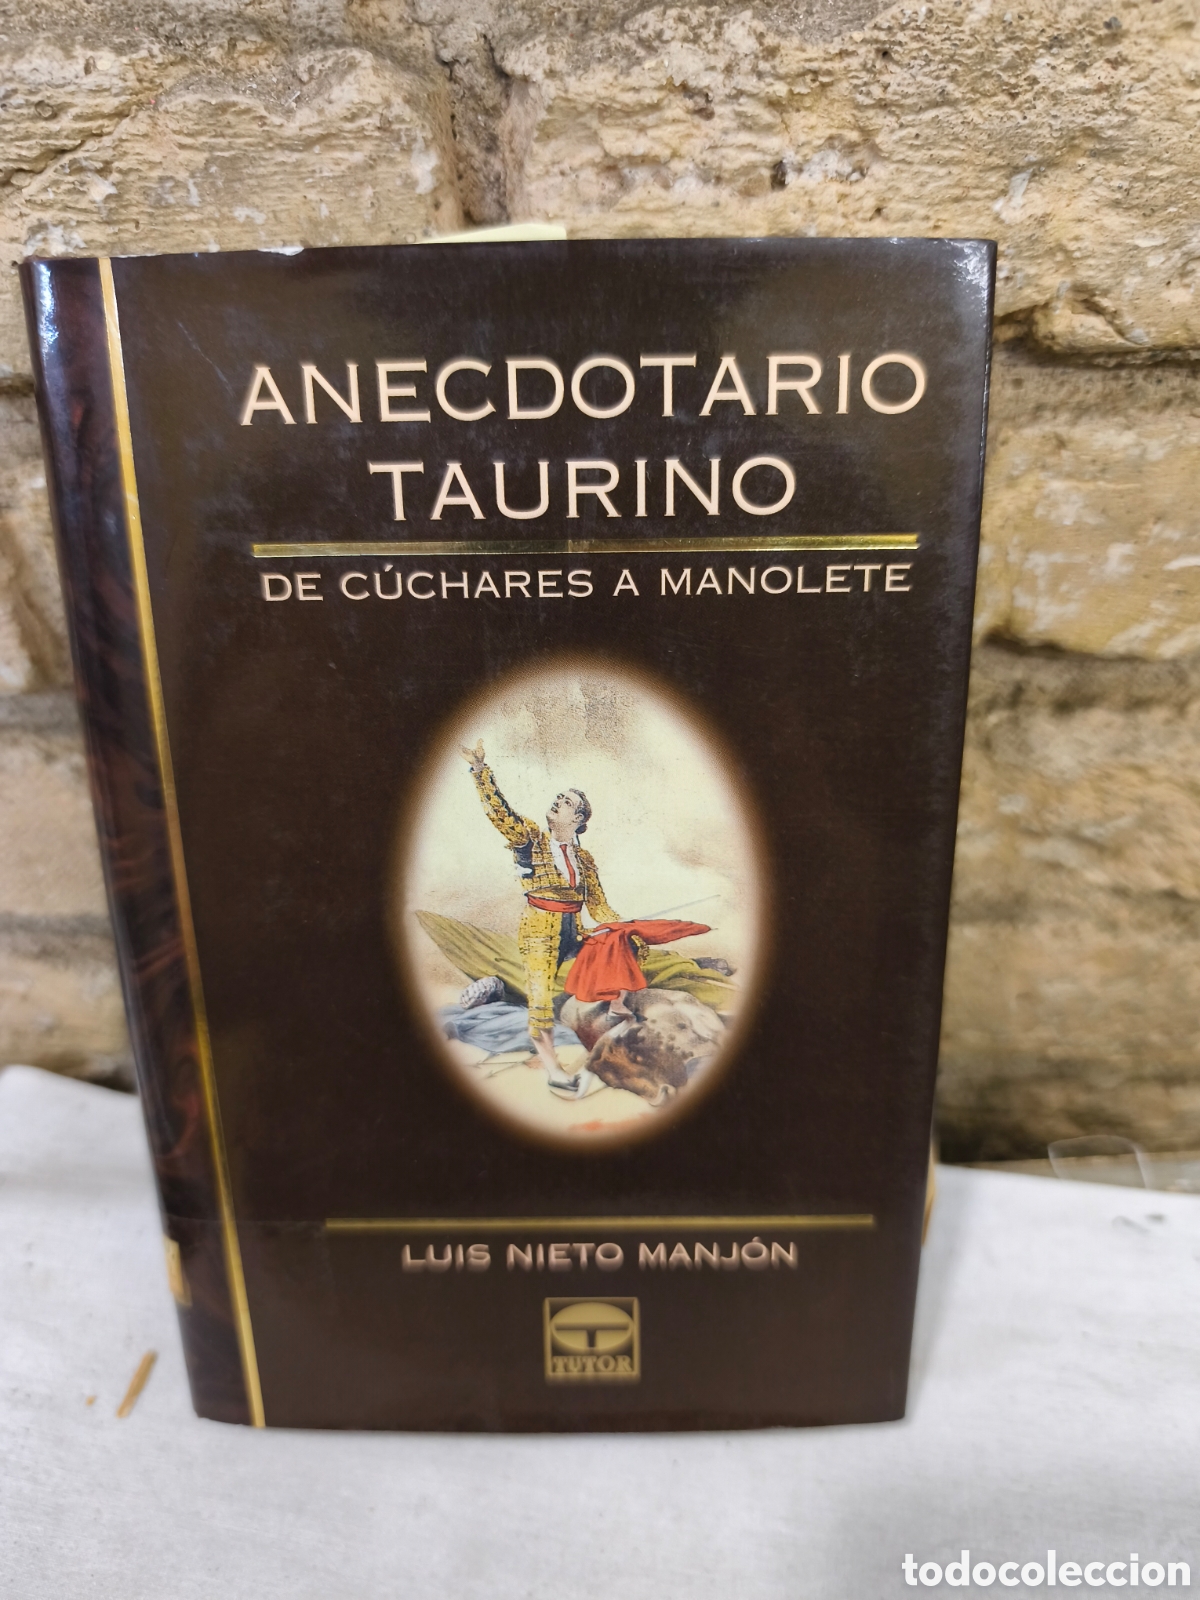 ANECDOTARIO
TAURINO
DE CÚCHARES A MANOLETE
LUIS NIETO MANJÓN
TUTOR
todocoleccion